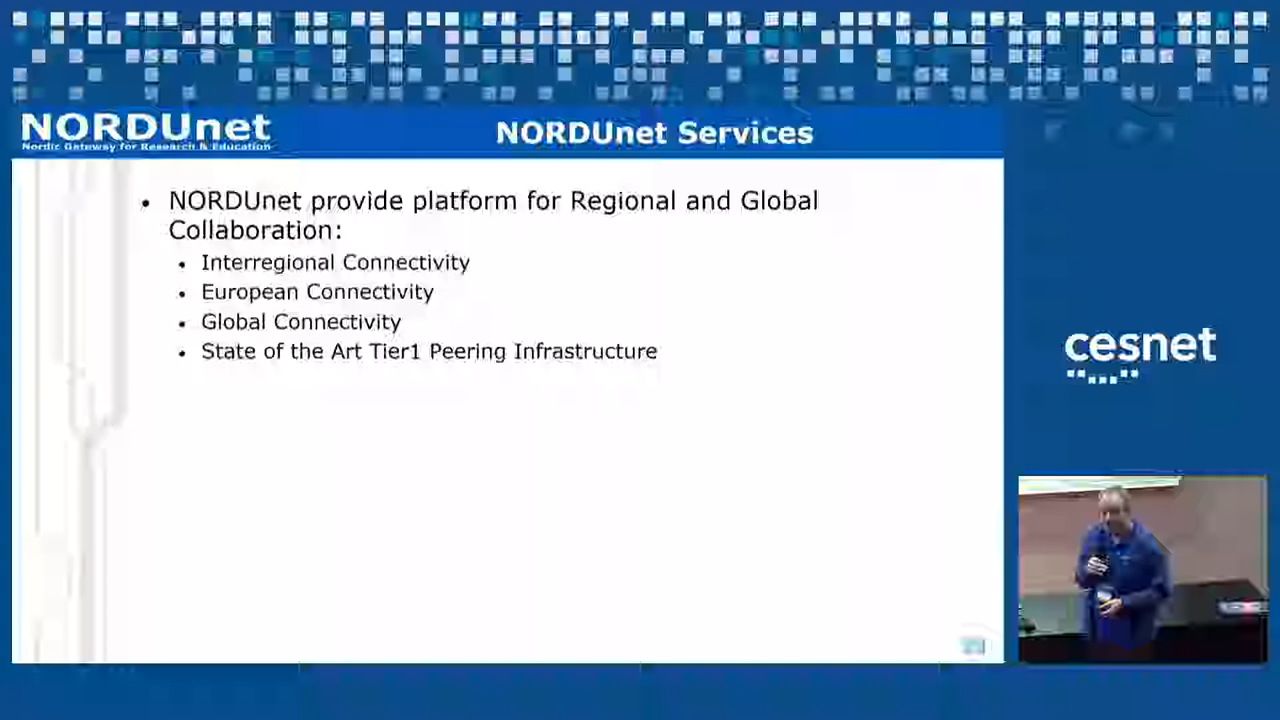 NORDUnet
Nordic Gateway for Research & Education
NORDUnet Services
• NORDUnet provide platform for Regional and Global
Collaboration:
• Interregional Connectivity
• European Connectivity
• Global Connectivity
• State of the Art Tier1 Peering Infrastructure
cesnet